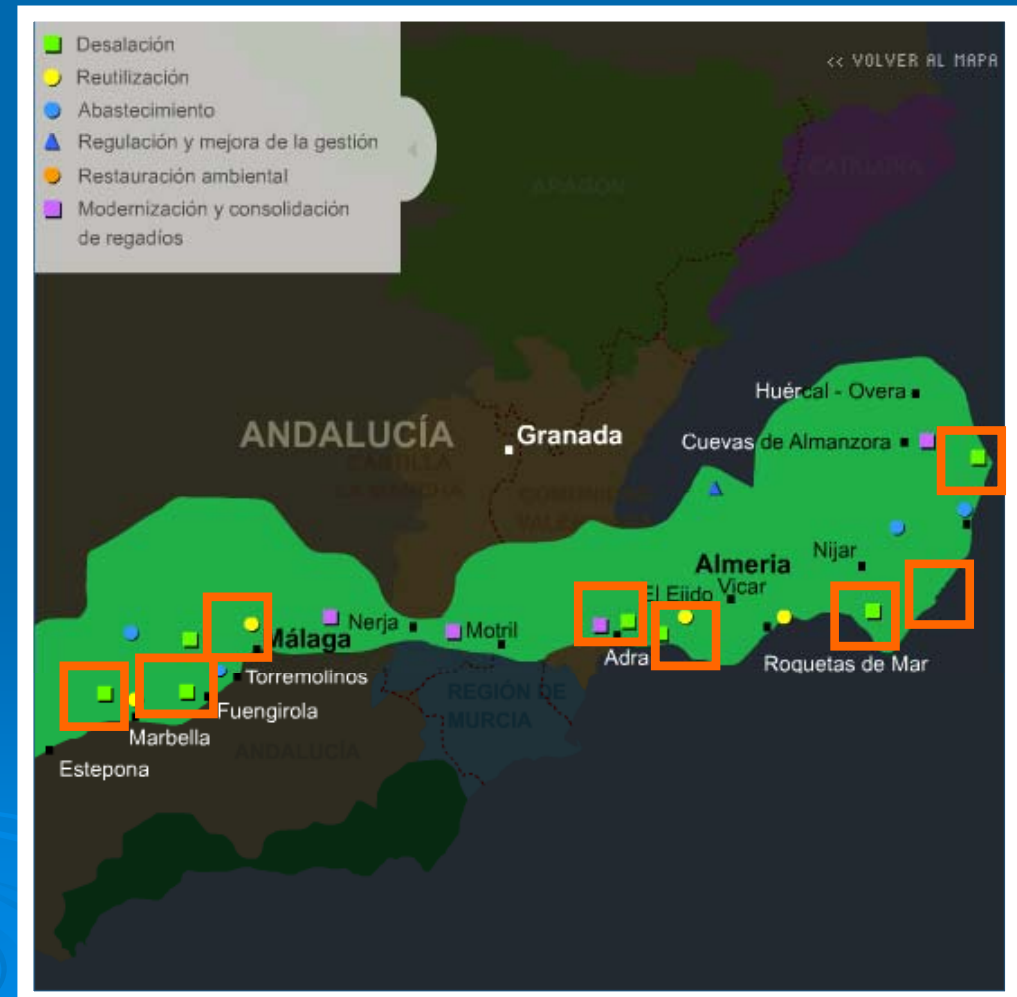 Desalación
Reutilización
Abastecimiento
Regulación y mejora de la gestión
Restauración ambiental
Modernización y consolidación
de regadíos
<< VOLVER AL MAPA
ARAGÓN
CATALUÑA
Huércal - Overa
ANDALUCÍA
Granada
Cuevas de Almanzora
CASTILLA
LA MANCHA
COMUNIDAD
VALENCIANA
Almeria
Nijar
El Ejido
Vicar
Nerja
Motril
Málaga
Adra
Roquetas de Mar
Torremolinos
REGIÓN DE
MURCIA
Fuengirola
Marbella
ANDALUCÍA
Estepona